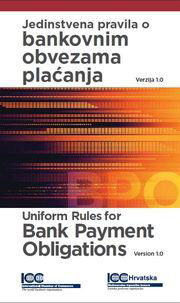 Jedinstvena pravila o
bankovnim
obvezama
plaćanja
Verzija 1.0
BPO
Uniform Rules for
Bank Payment
Obligations
Version 1.0
ICC
International Chamber of Commerce
The world business organization
ICC Hrvatska